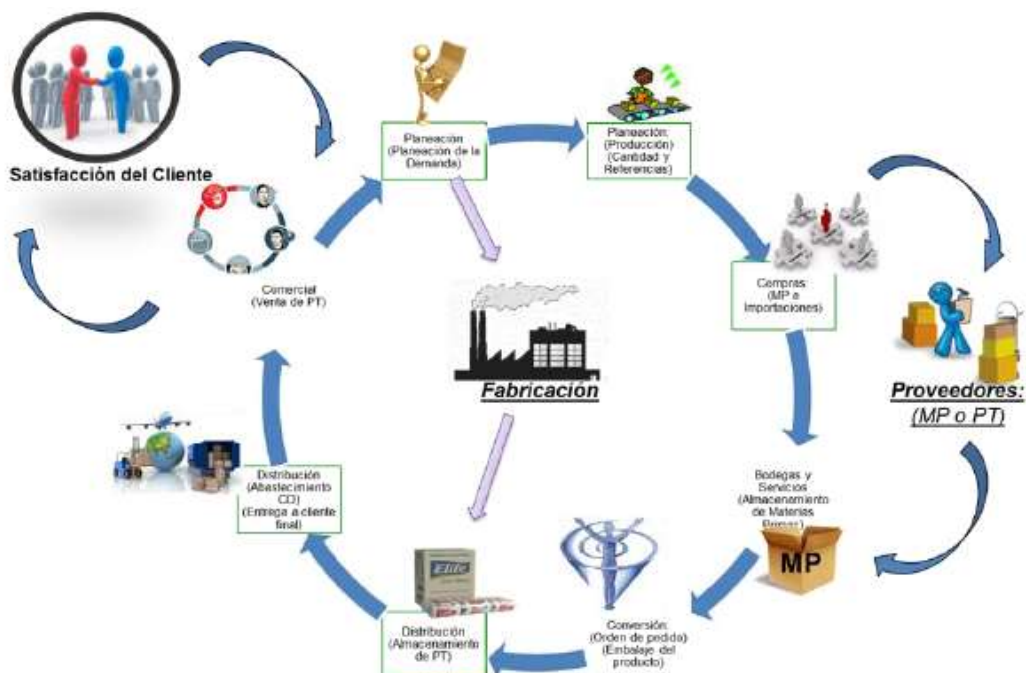 Satisfacción del Cliente
Planeación
(Planeación de la
Demanda)
Planeación:
(Producción)
(Cantidad y
Referencias)
Compras:
(MP e
Importaciones)
Proveedores:
(MP o PT)
Bodegas y
Servicios
(Almacenamiento
de Materias
Primas)
MP
Conversión:
(Orden de pedido)
(Embalaje del
producto)
Elite
Distribución
(Almacenamiento
de PT)
Distribución
(Abastecimiento
CD)
(Entrega a cliente
final)
Comercial
(Venta de PT)
Fabricación